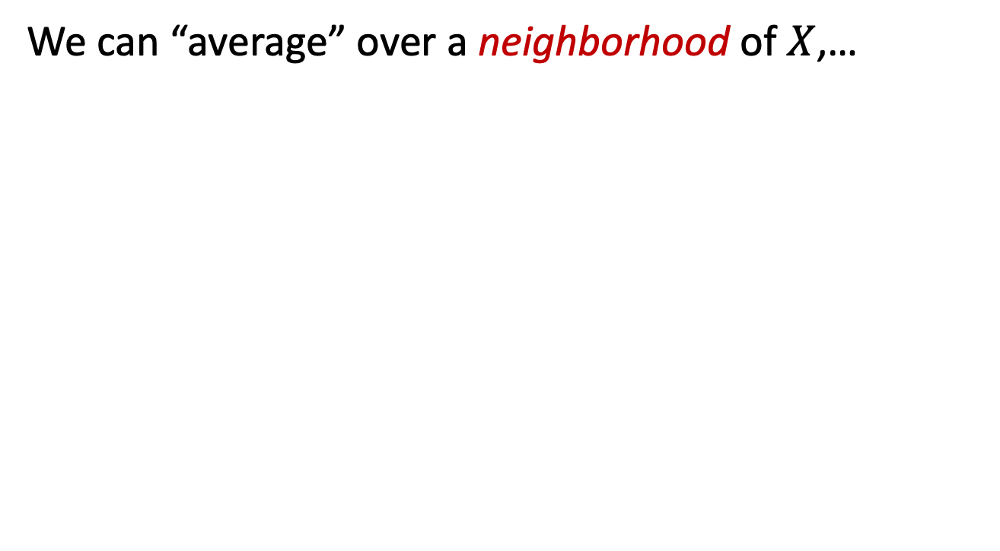 We can “average” over a neighborhood of X,…